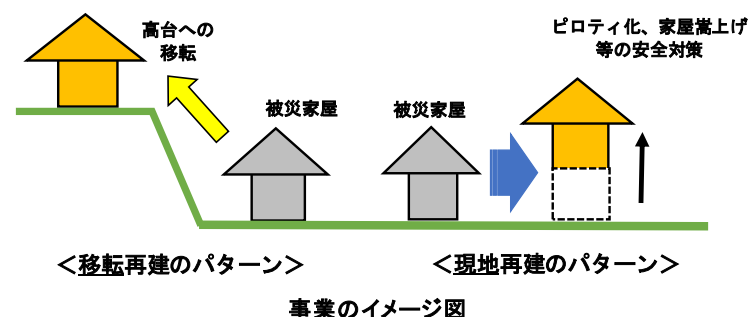 高台への
移転
ピロティ化、家屋嵩上げ
等の安全対策
被災家屋
被災家屋
＜移転再建のパターン＞
＜現地再建のパターン＞
事業のイメージ図